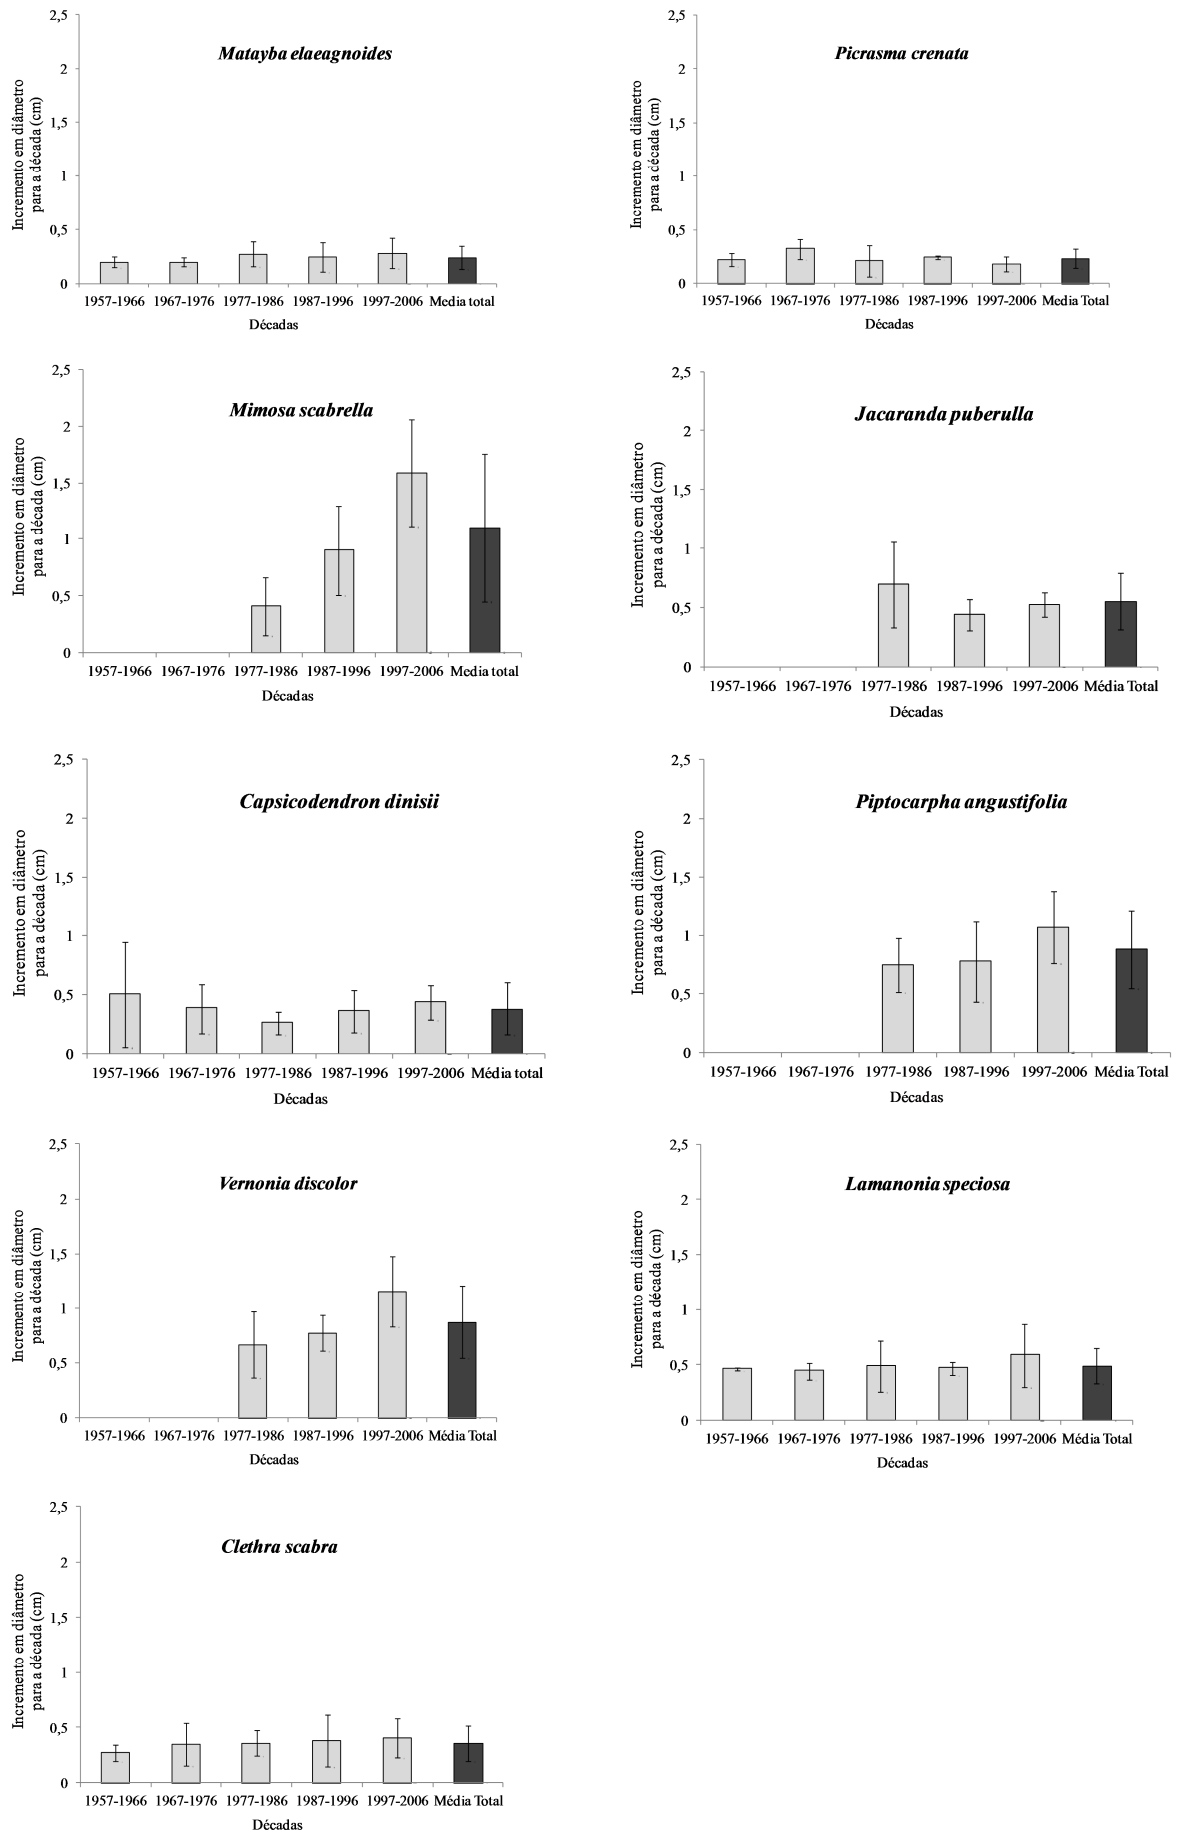 Matayba elaeagnoides
Incremento em diâmetro
para a década (cm)
2,5
2
1,5
1
0,5
0
1957-1966 1967-1976 1977-1986 1987-1996 1997-2006 Media total
Décadas
Picrasma crenata
Incremento em diâmetro
para a década (cm)
2,5
2
1,5
1
0,5
0
1957-1966 1967-1976 1977-1986 1987-1996 1997-2006 Media Total
Décadas
Mimosa scabrella
Incremento em diâmetro
para a década (cm)
2,5
2
1,5
1
0,5
0
1957-1966 1967-1976 1977-1986 1987-1996 1997-2006 Media total
Décadas
Jacaranda puberulla
Incremento em diâmetro
para a década (cm)
2,5
2
1,5
1
0,5
0
1957-1966 1967-1976 1977-1986 1987-1996 1997-2006 Média Total
Décadas
Capsicodendron dinisii
Incremento em diâmetro
para a década (cm)
2,5
2
1,5
1
0,5
0
1957-1966 1967-1976 1977-1986 1987-1996 1997-2006 Média total
Décadas
Piptocarpha angustifolia
Incremento em diâmetro
para a década (cm)
2,5
2
1,5
1
0,5
0
1957-1966 1967-1976 1977-1986 1987-1996 1997-2006 Média Total
Décadas
Vernonia discolor
Incremento em diâmetro
para a década (cm)
2,5
2
1,5
1
0,5
0
1957-1966 1967-1976 1977-1986 1987-1996 1997-2006 Média Total
Décadas
Lamanonia speciosa
Incremento em diâmetro
para a década (cm)
2,5
2
1,5
1
0,5
0
1957-1966 1967-1976 1977-1986 1987-1996 1997-2006 Média Total
Décadas
Clethra scabra
Incremento em diâmetro
para a década (cm)
2,5
2
1,5
1
0,5
0
1957-1966 1967-1976 1977-1986 1987-1996 1997-2006 Média Total
Décadas